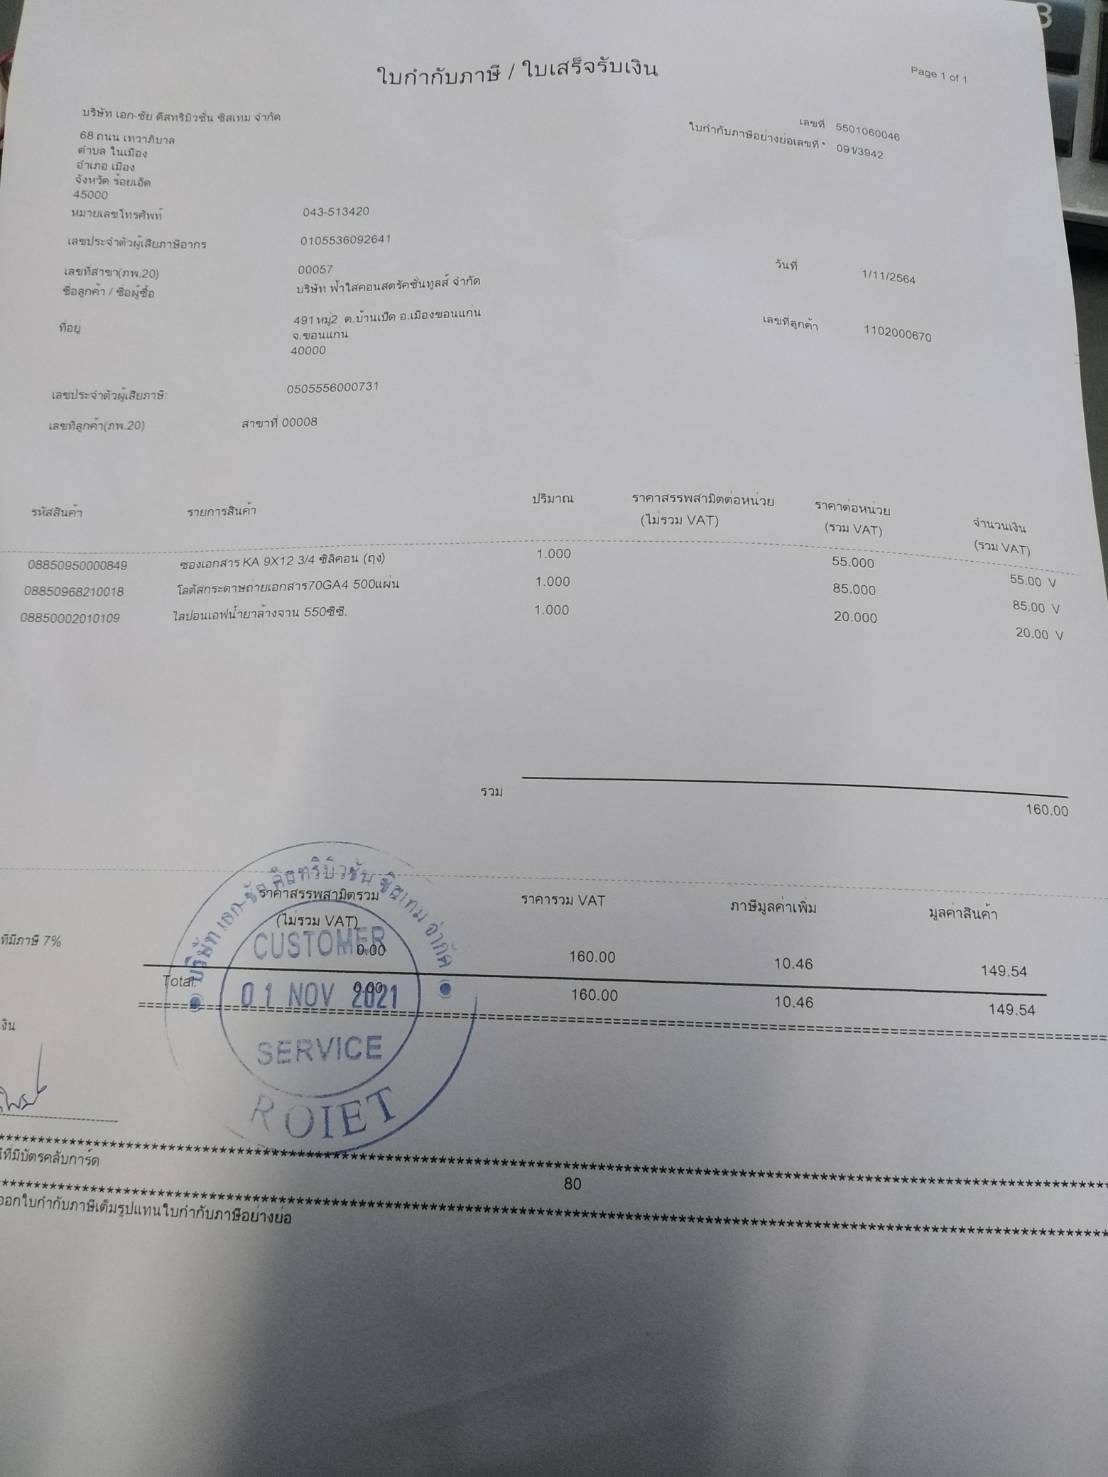 ใบกำกับภาษี / ใบเสร็จรับเงิน
Page 1 of 1
บริษัท เอก-ชัย ดีสทริบิวชั่น ซิสเทม จำกัด
เลขที่ 5501060046
ใบกำกับภาษีอย่างย่อเลขที่* 091/3942
68 ถนน เทวาภิบาล
ตำบล ในเมือง
อำเภอ เมือง
จังหวัด ร้อยเอ็ด
45000
หมายเลขโทรศัพท์ 043-513420
เลขประจำตัวผู้เสียภาษีอากร 0105536092641
เลขที่สาขา(ภพ.20) 00057
วันที่ 1/11/2564
ชื่อลูกค้า / ชื่อผู้ซื้อ บริษัท ฟ้าใสคอนสตรัคชั่นทูลส์ จำกัด
ที่อยู่ 491 หมู่2 ต.บ้านเป็ด อ.เมืองขอนแก่น
จ.ขอนแก่น
40000
เลขที่ลูกค้า 1102000670
เลขประจำตัวผู้เสียภาษี: 0505556000731
เลขที่ลูกค้า(ภพ.20) สาขาที่ 00008
รหัสสินค้า รายการสินค้า ปริมาณ ราคาสรรพสามิตต่อหน่วย ราคาต่อหน่วย จำนวนเงิน
(ไม่รวม VAT) (รวม VAT) (รวม VAT)
08850950000849 ซองเอกสาร KA 9X12 3/4 ซิลิคอน (ถุง) 1.000 55.000 55.00 V
08850968210018 โลตัสกระดาษถ่ายเอกสาร70GA4 500แผ่น 1.000 85.000 85.00 V
08850002010109 ไลปอนเอฟน้ำยาล้างจาน 550ซีซี. 1.000 20.000 20.00 V
รวม 160.00
ราคาสรรพสามิตรวม ราคารวม VAT ภาษีมูลค่าเพิ่ม มูลค่าสินค้า
(ไม่รวม VAT)
ที่มีภาษี 7% 0.00 160.00 10.46 149.54
Total 0.00 160.00 10.46 149.54
บริษัท เอก-ชัย ดีสทริบิวชั่น ซิสเทม จำกัด
CUSTOMER
01 NOV 2021
SERVICE
ROIET
งิน
ที่มีบัตรคลับการ์ด
80
ออกใบกำกับภาษีเต็มรูปแทนใบกำกับภาษีอย่างย่อ